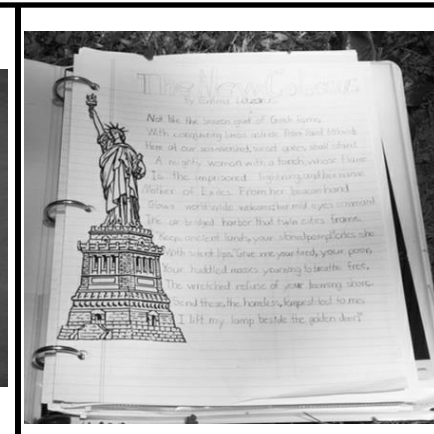 The New Colossus
By Emma Lazarus
Not like the brazen giant of Greek fame,
With conquering limbs astride from land to land;
Here at our sea-washed, sunset gates shall stand
A mighty woman with a torch, whose flame
Is the imprisoned lightning, and her name
Mother of Exiles. From her beacon-hand
Glows world-wide welcome; her mild eyes command
The air bridged harbor that twin cities frame.
"Keep, ancient lands, your storied pomp!" cries she
With silent lips. "Give me your tired, your poor,
Your huddled masses yearning to breathe free,
The wretched refuse of your teeming shore.
Send these, the homeless, tempest-tost to me,
I lift my lamp beside the golden door!"